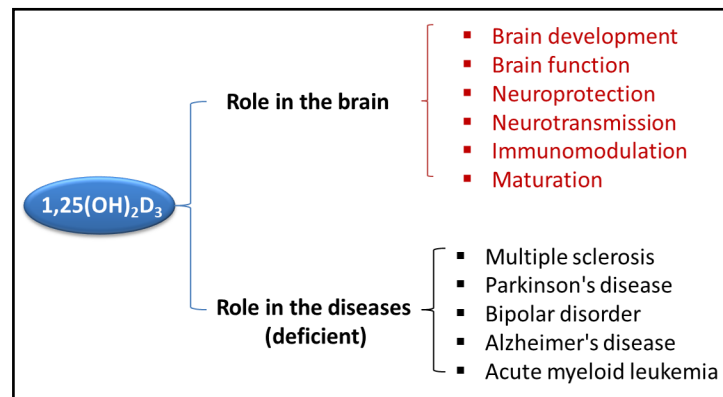 1,25(OH)₂D₃
Role in the brain
▪ Brain development
▪ Brain function
▪ Neuroprotection
▪ Neurotransmission
▪ Immunomodulation
▪ Maturation
Role in the diseases
(deficient)
▪ Multiple sclerosis
▪ Parkinson's disease
▪ Bipolar disorder
▪ Alzheimer's disease
▪ Acute myeloid leukemia